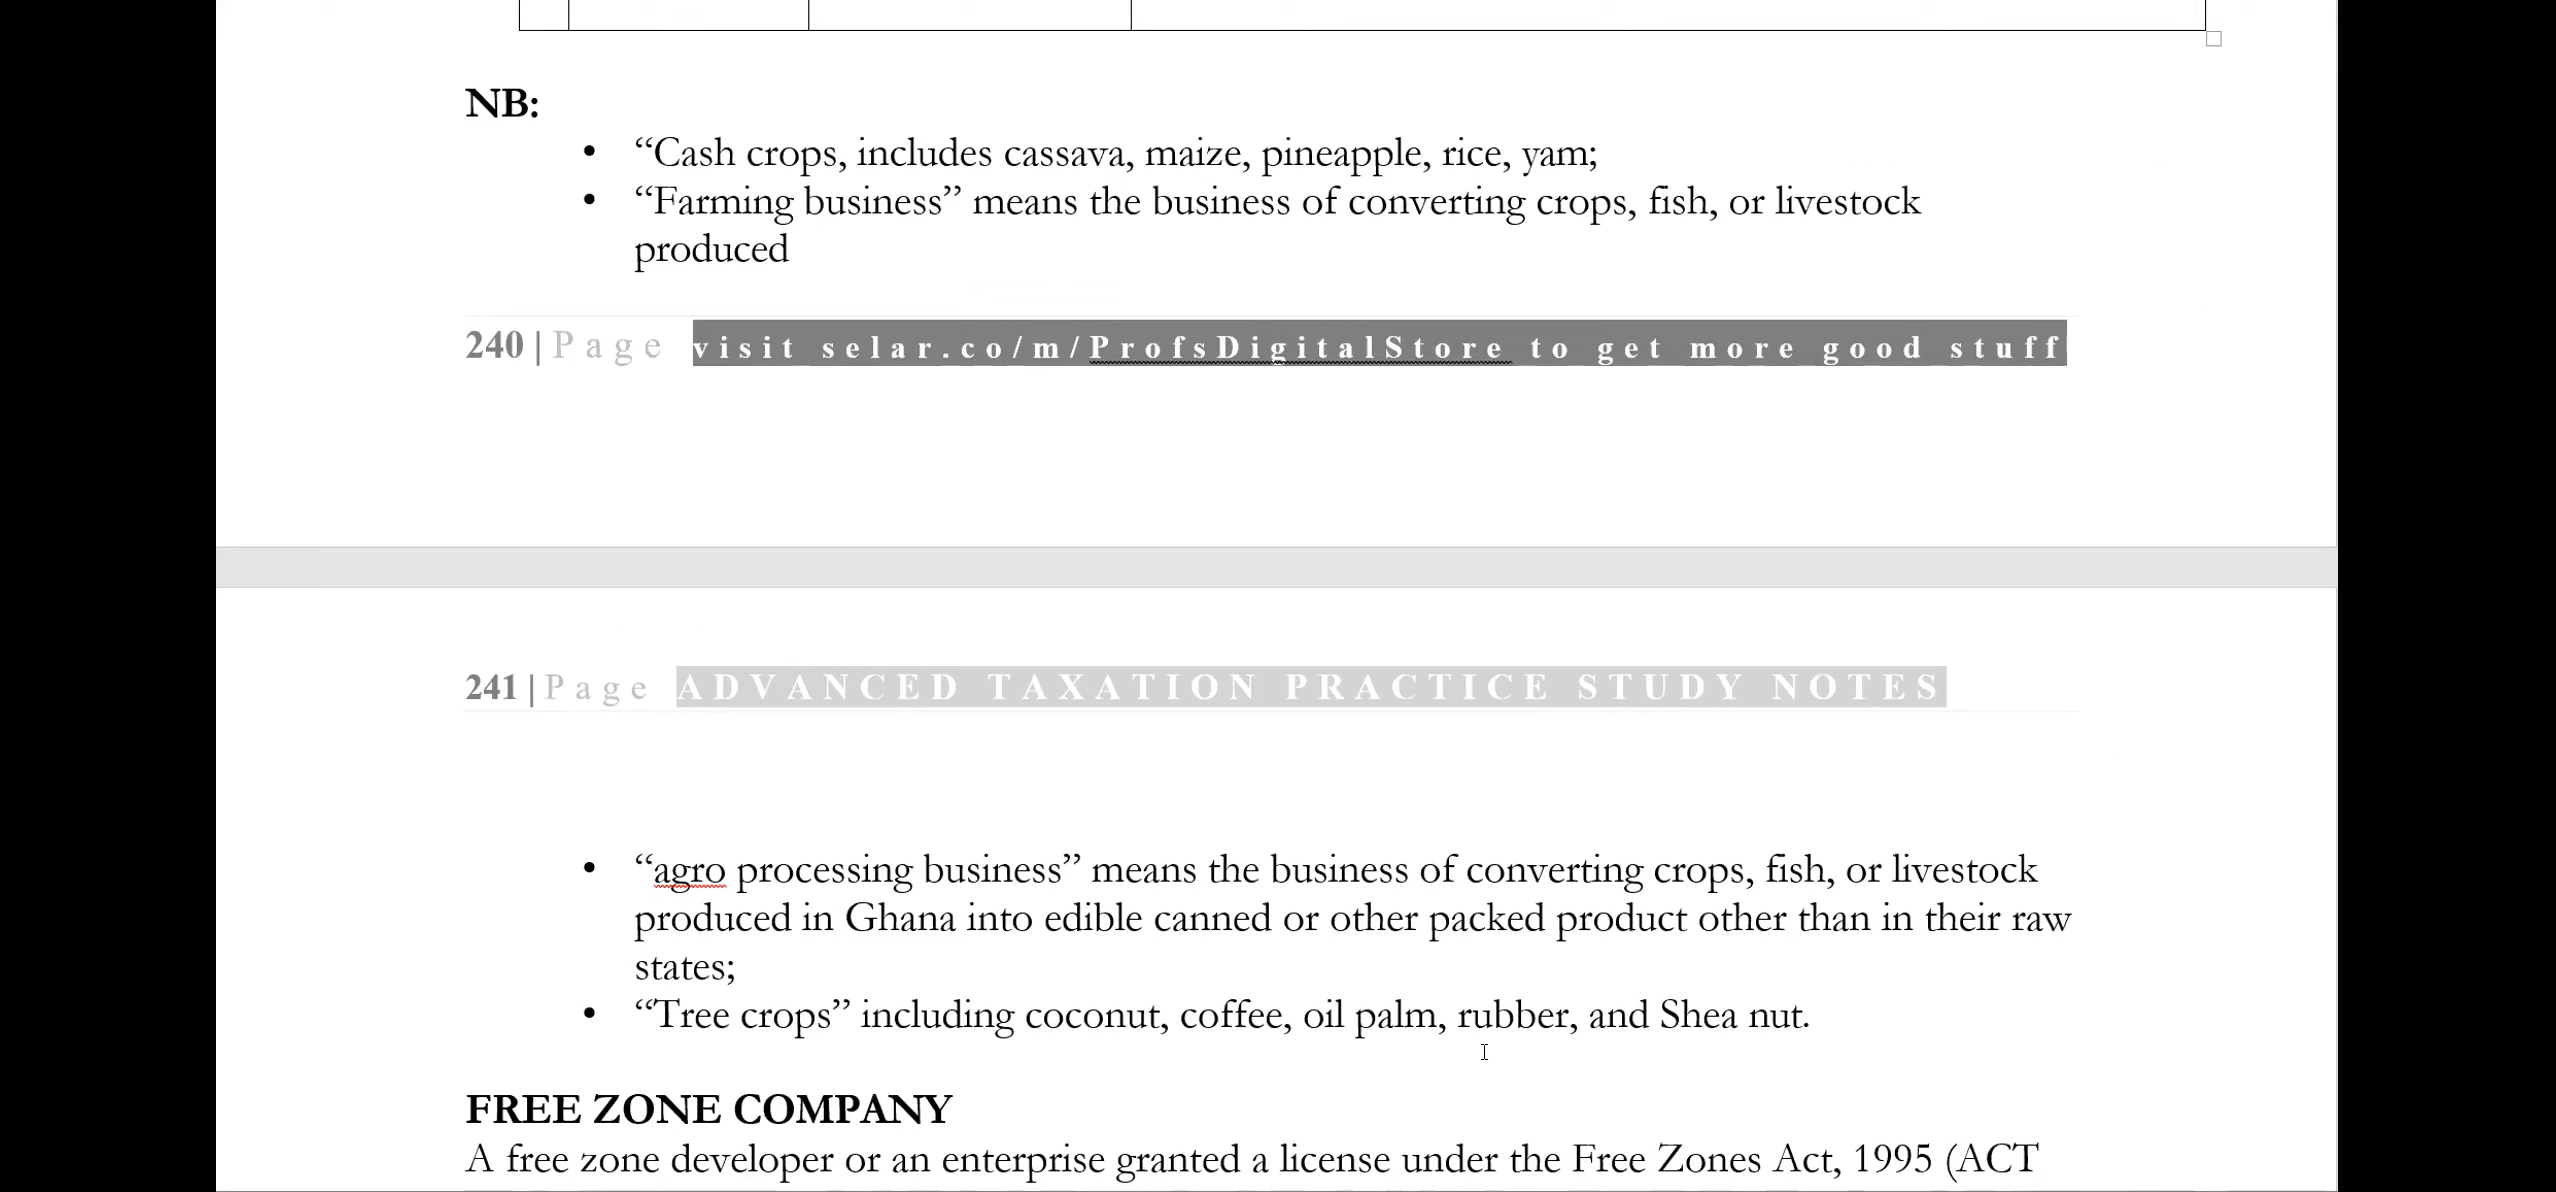 NB:
• “Cash crops, includes cassava, maize, pineapple, rice, yam;
• “Farming business” means the business of converting crops, fish, or livestock
produced
240 | Page visit selar.co/m/ProfsDigitalStore to get more good stuff
241 | Page ADVANCED TAXATION PRACTICE STUDY NOTES
• “agro processing business” means the business of converting crops, fish, or livestock
produced in Ghana into edible canned or other packed product other than in their raw
states;
• “Tree crops” including coconut, coffee, oil palm, rubber, and Shea nut.
FREE ZONE COMPANY
A free zone developer or an enterprise granted a license under the Free Zones Act, 1995 (ACT